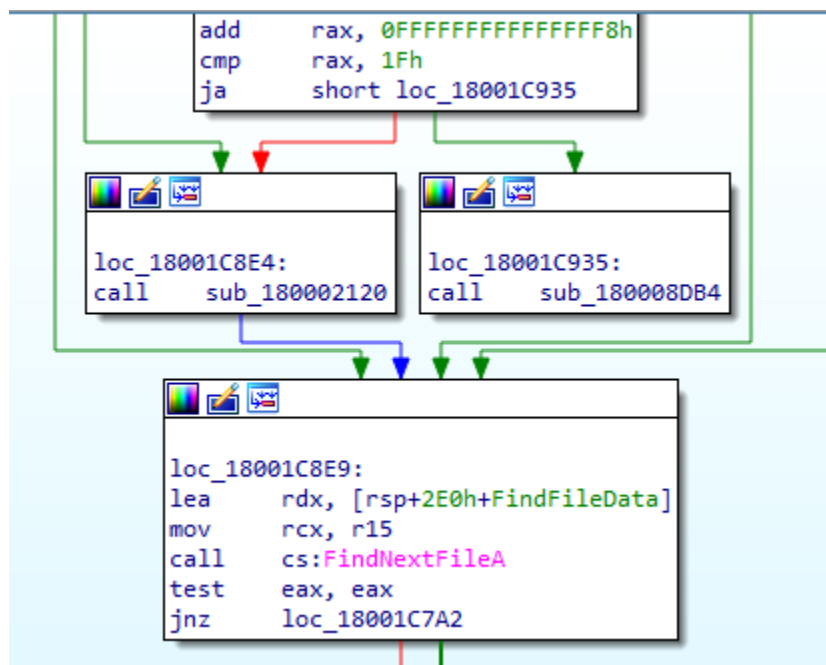 add rax, 0FFFFFFFFFFFFFFF8h
cmp rax, 1Fh
ja short loc_18001C935
loc_18001C8E4:
call sub_180002120
loc_18001C935:
call sub_180008DB4
loc_18001C8E9:
lea rdx, [rsp+2E0h+FindFileData]
mov rcx, r15
call cs:FindNextFileA
test eax, eax
jnz loc_18001C7A2